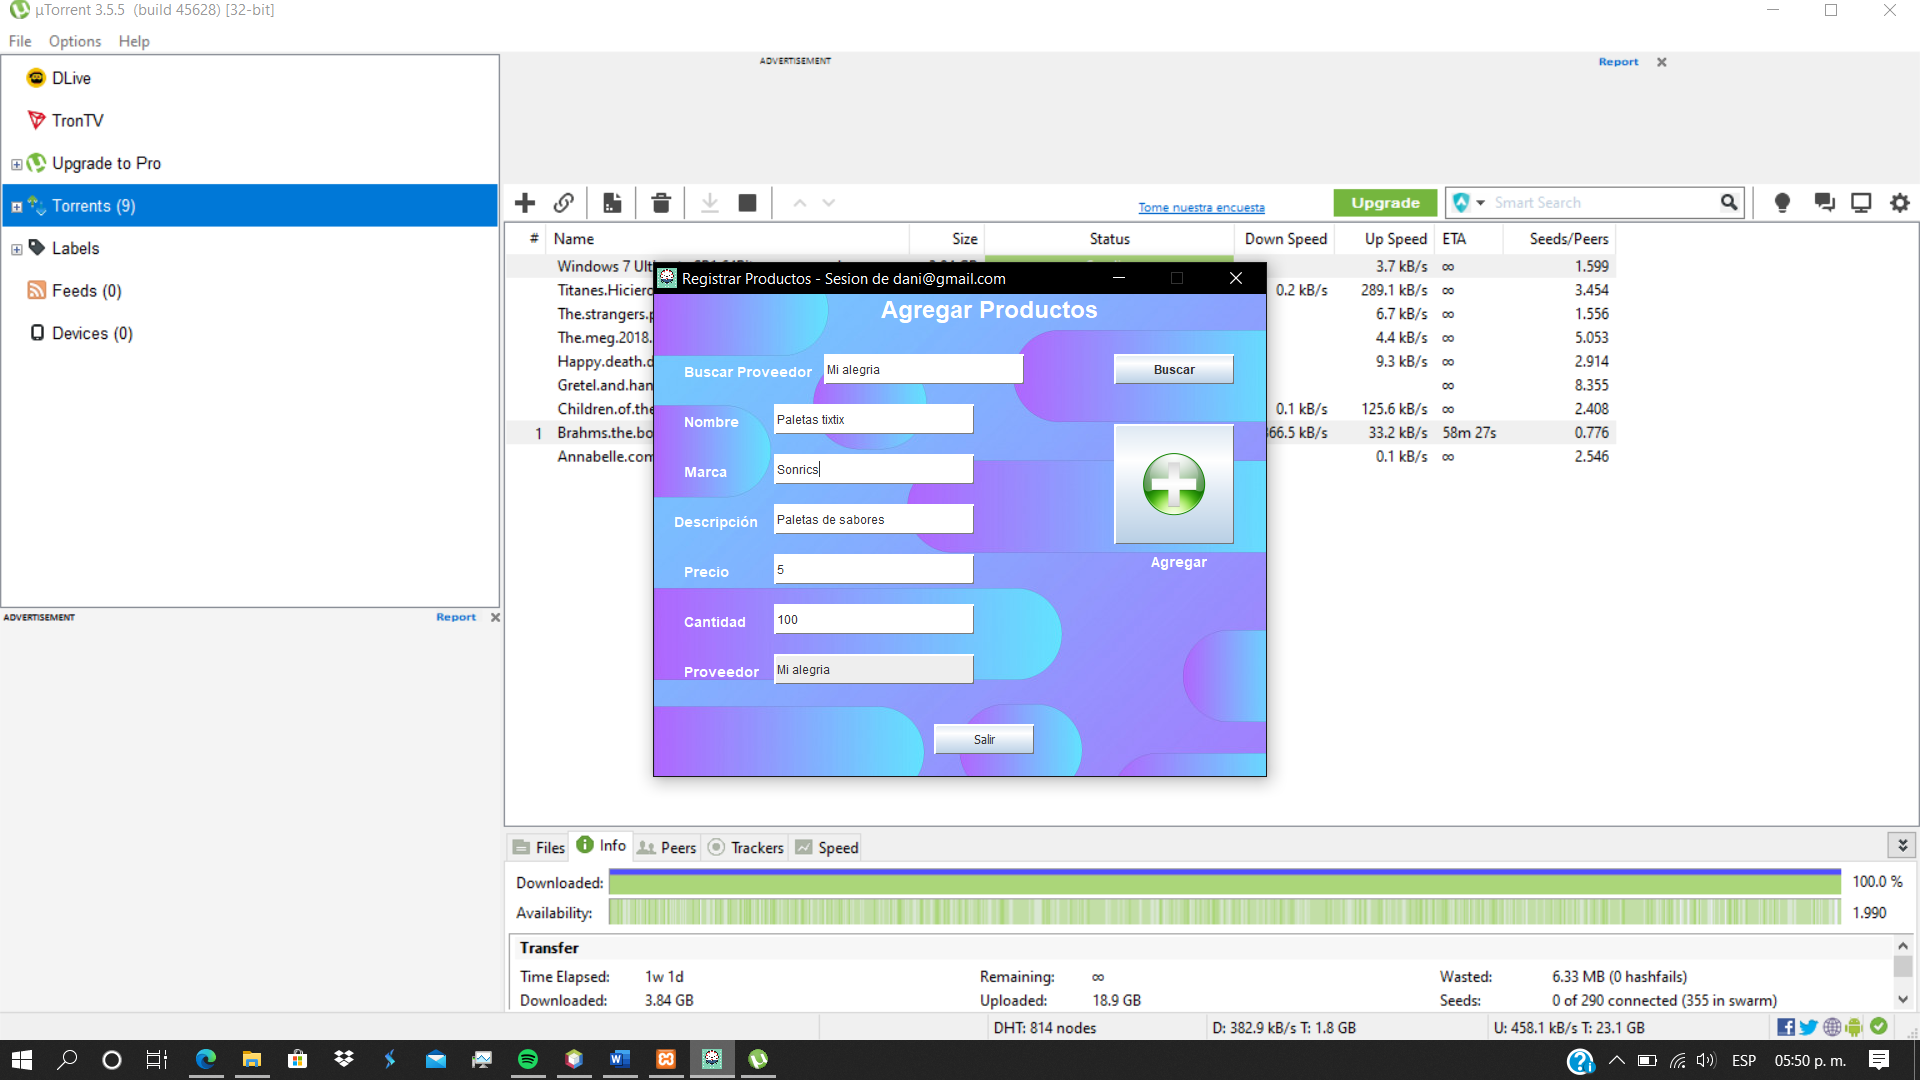 µTorrent 3.5.5 (build 45628) [32-bit]
File Options Help
DLive
TronTV
Upgrade to Pro
Torrents (9)
Labels
Feeds (0)
Devices (0)
ADVERTISEMENT Report
ADVERTISEMENT Report
Tome nuestra encuesta Upgrade Smart Search
# Name Size Status Down Speed Up Speed ETA Seeds/Peers
Windows 7 3.7 kB/s ∞ 1.599
Titanes.Hiciero 0.2 kB/s 289.1 kB/s ∞ 3.454
The.strangers.p 6.7 kB/s ∞ 1.556
The.meg.2018. 4.4 kB/s ∞ 5.053
Happy.death.d 9.3 kB/s ∞ 2.914
Gretel.and.han ∞ 8.355
Children.of.the 0.1 kB/s 125.6 kB/s ∞ 2.408
1 Brahms.the.bo 366.5 kB/s 33.2 kB/s 58m 27s 0.776
Annabelle.com 0.1 kB/s ∞ 2.546
Registrar Productos - Sesion de dani@gmail.com
Agregar Productos
Buscar Proveedor Mi alegria Buscar
Nombre Paletas tixtix
Marca Sonrics
Descripción Paletas de sabores
Agregar
Precio 5
Cantidad 100
Proveedor Mi alegria
Salir
Files Info Peers Trackers Speed
Downloaded: 100.0 %
Availability: 1.990
Transfer
Time Elapsed: 1w 1d Remaining: ∞ Wasted: 6.33 MB (0 hashfails)
Downloaded: 3.84 GB Uploaded: 18.9 GB Seeds: 0 of 290 connected (355 in swarm)
DHT: 814 nodes D: 382.9 kB/s T: 1.8 GB U: 458.1 kB/s T: 23.1 GB
ESP 05:50 p. m.